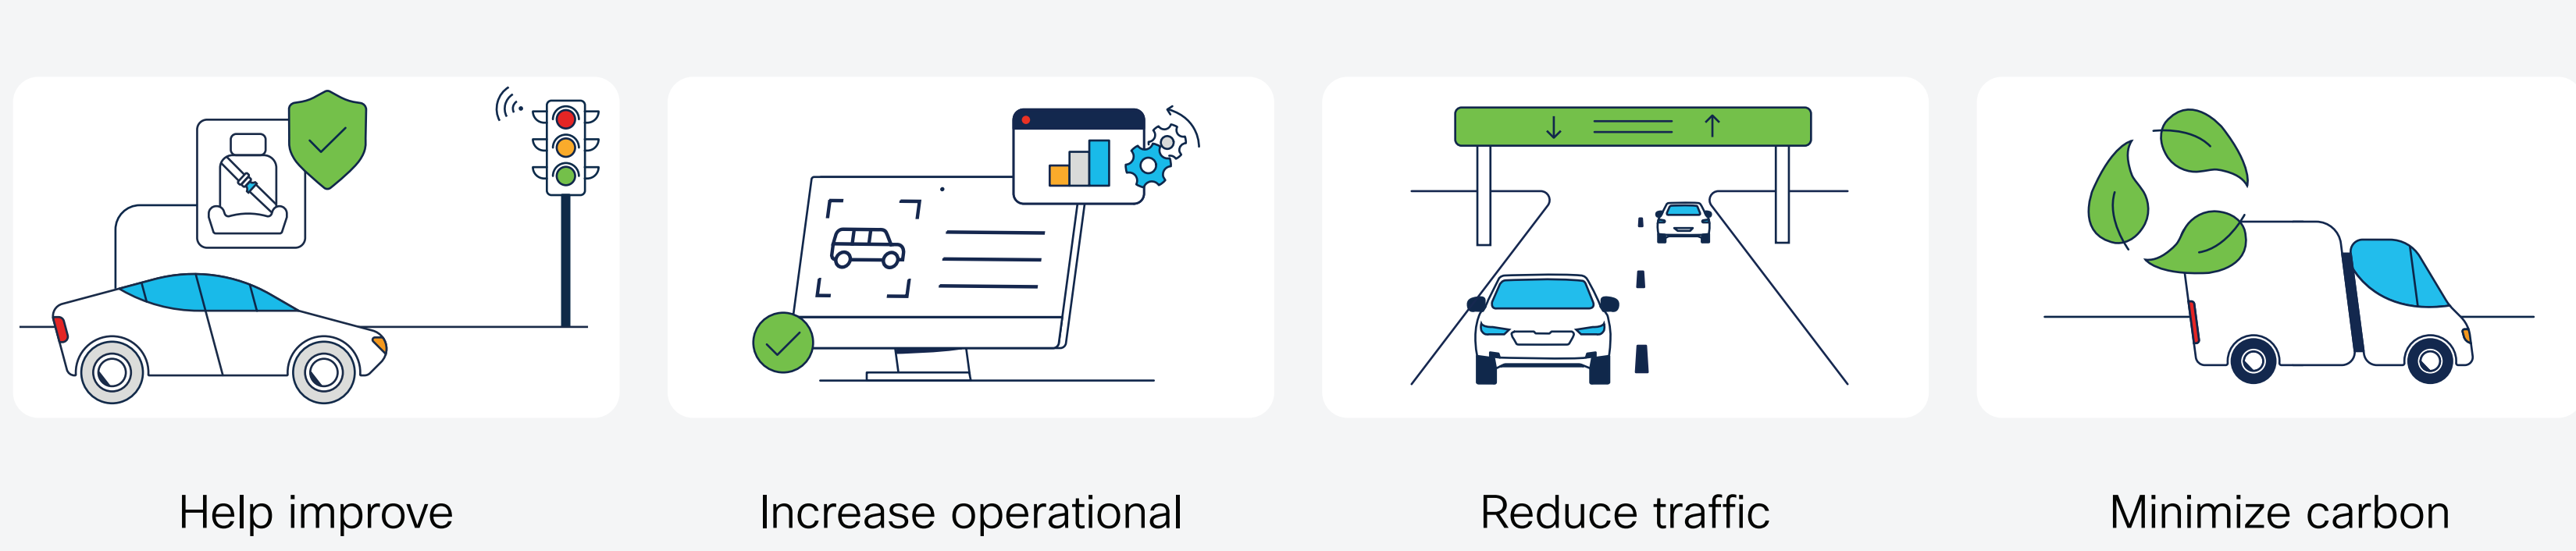 Help improve
Increase operational
Reduce traffic
Minimize carbon